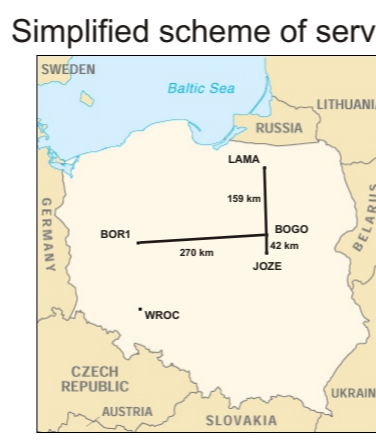 Simplified scheme of serv
SWEDEN
Baltic Sea
LITHUANI
RUSSIA
LAMA
159 km
GERMANY
BELARUS
BOR1
BOGO
270 km
42 km
JOZE
WROC
CZECH
REPUBLIC
UKRAIN
AUSTRIA
SLOVAKIA